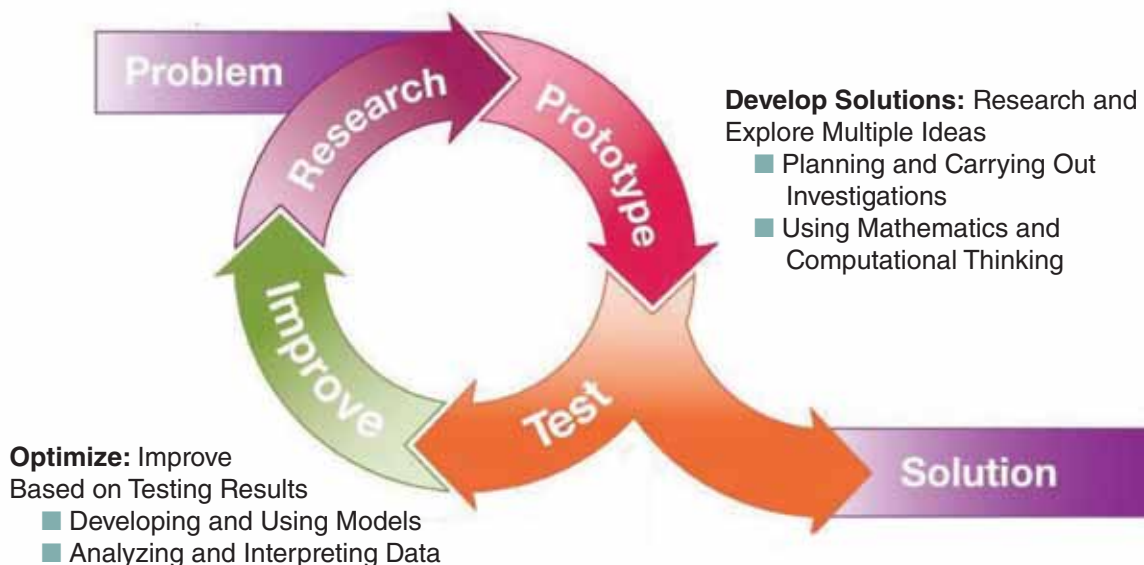 Problem
Research
Prototype
Develop Solutions: Research and
Explore Multiple Ideas
Planning and Carrying Out
Investigations
Using Mathematics and
Computational Thinking
Improve
Test
Optimize: Improve
Based on Testing Results
Developing and Using Models
Analyzing and Interpreting Data
Solution